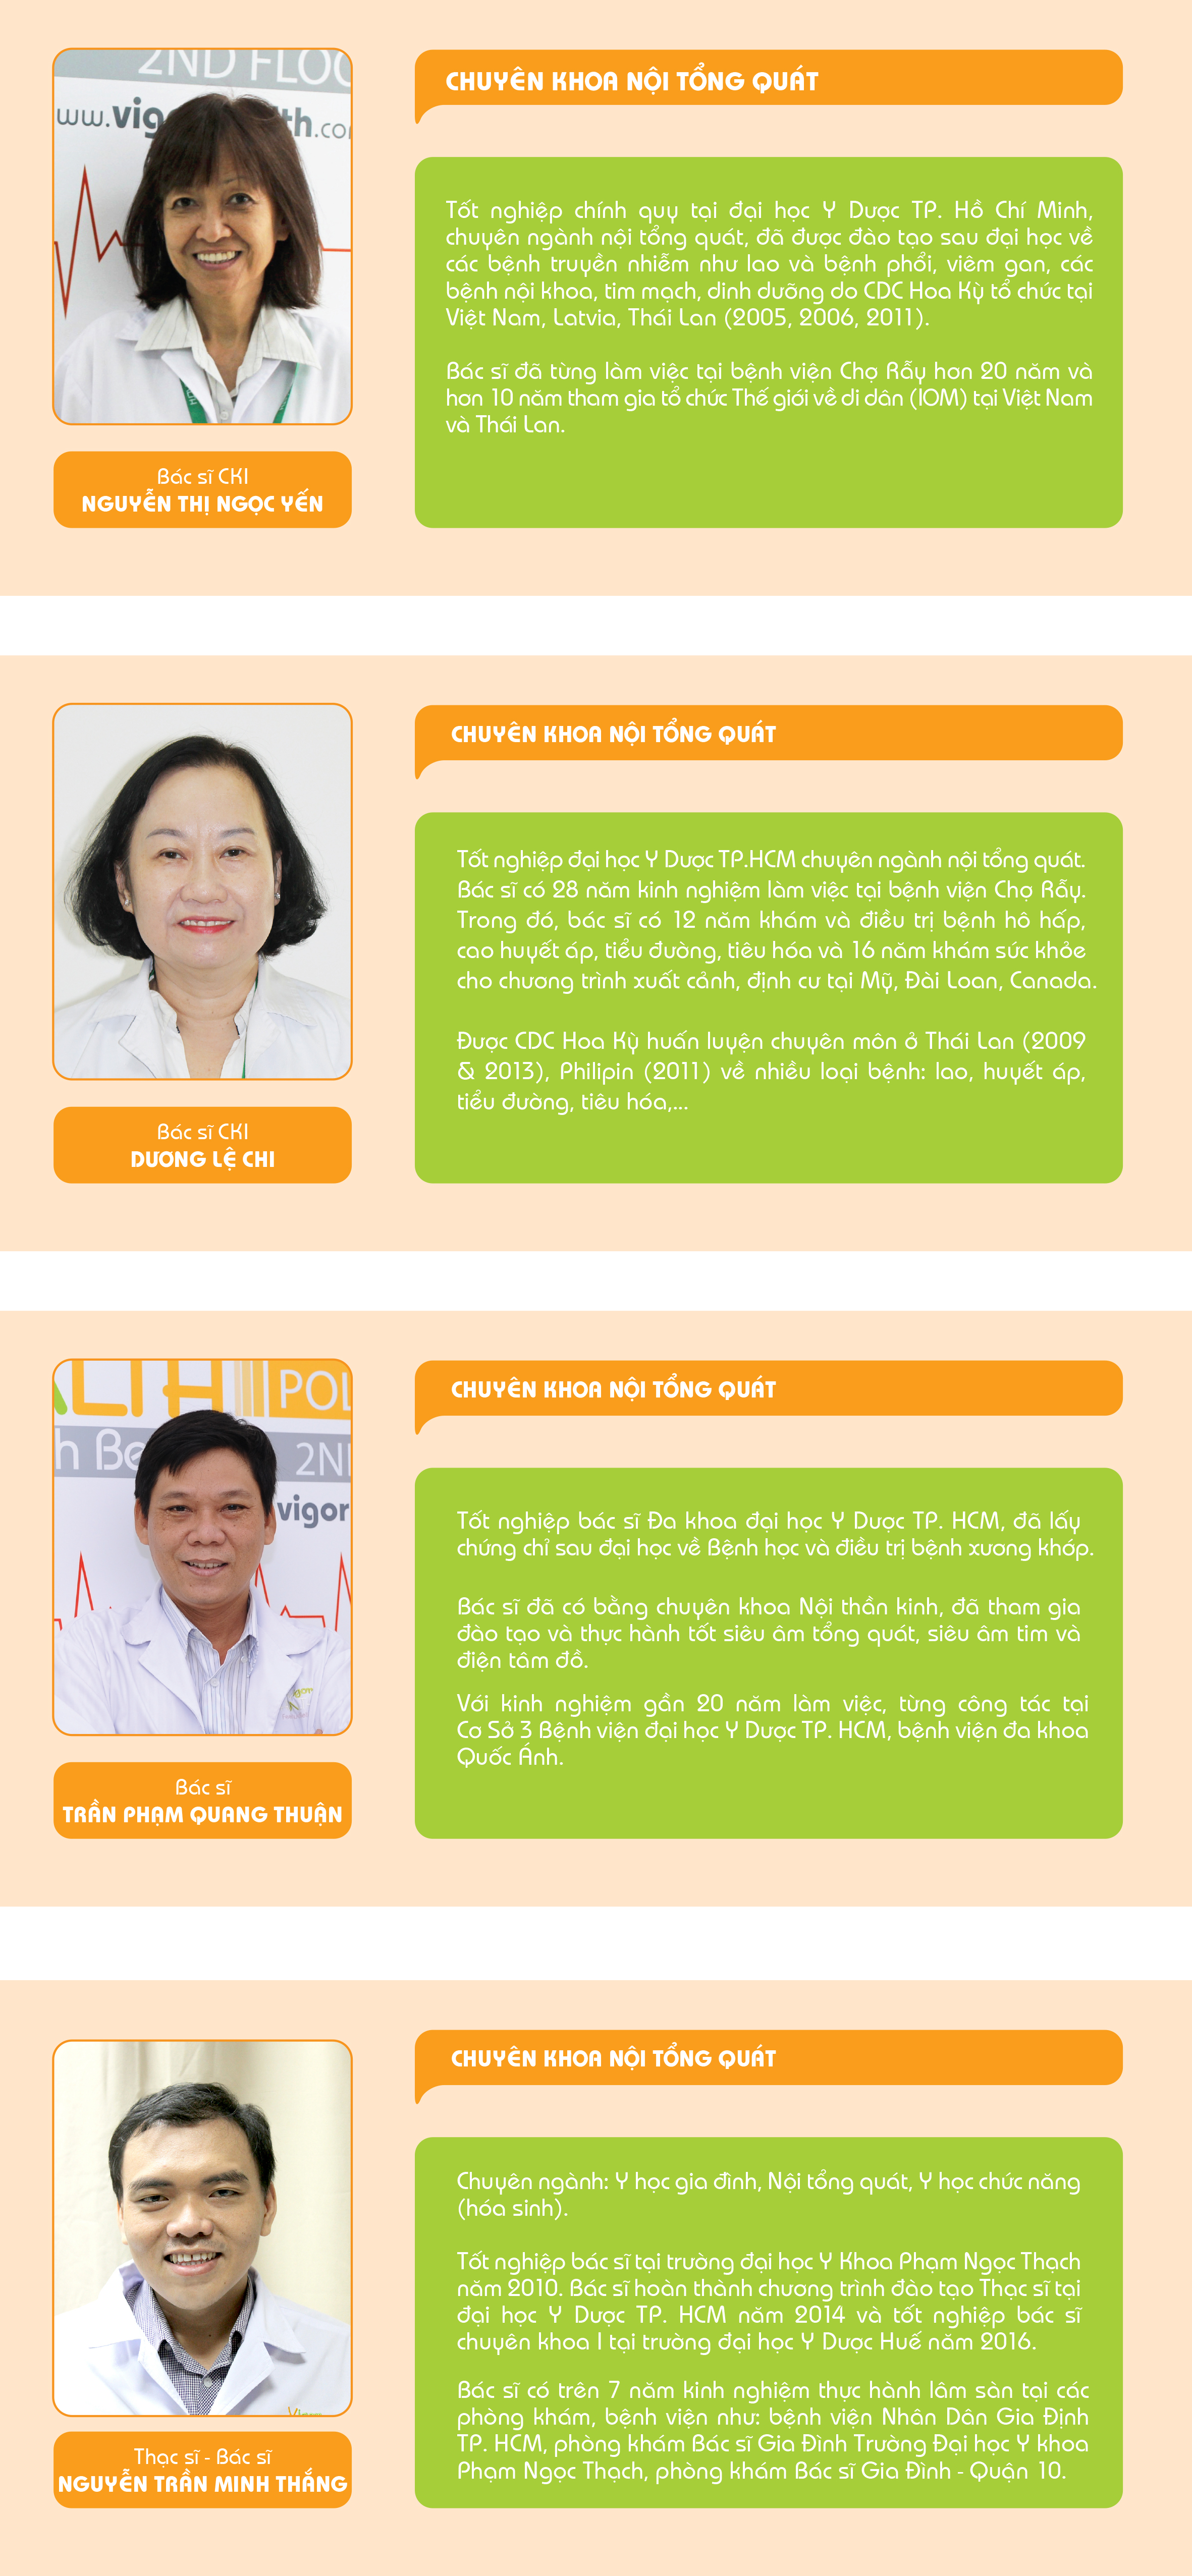 2ND FLOO
www.vig
th.co
CHUYÊN KHOA NỘI TỔNG QUÁT
Tốt nghiệp chính quy tại đại học Y Dược TP. Hồ Chí Minh,
chuyên ngành nội tổng quát, đã được đào tạo sau đại học về
các bệnh truyền nhiễm như lao và bệnh phổi, viêm gan, các
bệnh nội khoa, tim mạch, dinh dưỡng do CDC Hoa Kỳ tổ chức tại
Việt Nam, Latvia, Thái Lan (2005, 2006, 2011).
Bác sĩ đã từng làm việc tại bệnh viện Chợ Rẫy hơn 20 năm và
hơn 10 năm tham gia tổ chức Thế giới về di dân (IOM) tại Việt Nam
và Thái Lan.
Bác sĩ CKI
NGUYỄN THỊ NGỌC YẾN
CHUYÊN KHOA NỘI TỔNG QUÁT
Tốt nghiệp đại học Y Dược TP.HCM chuyên ngành nội tổng quát.
Bác sĩ có 28 năm kinh nghiệm làm việc tại bệnh viện Chợ Rẫy.
Trong đó, bác sĩ có 12 năm khám và điều trị bệnh hô hấp,
cao huyết áp, tiểu đường, tiêu hóa và 16 năm khám sức khỏe
cho chương trình xuất cảnh, định cư tại Mỹ, Đài Loan, Canada.
Được CDC Hoa Kỳ huấn luyện chuyên môn ở Thái Lan (2009
& 2013), Philipin (2011) về nhiều loại bệnh: lao, huyết áp,
tiểu đường, tiêu hóa,...
Bác sĩ CKI
DƯƠNG LỆ CHI
ALTH POL
h Be 2N
vigor
CHUYÊN KHOA NỘI TỔNG QUÁT
Tốt nghiệp bác sĩ Đa khoa đại học Y Dược TP. HCM, đã lấy
chứng chỉ sau đại học về Bệnh học và điều trị bệnh xương khớp.
Bác sĩ đã có bằng chuyên khoa Nội thần kinh, đã tham gia
đào tạo và thực hành tốt siêu âm tổng quát, siêu âm tim và
điện tâm đồ.
Với kinh nghiệm gần 20 năm làm việc, từng công tác tại
Cơ Sở 3 Bệnh viện đại học Y Dược TP. HCM, bệnh viện đa khoa
Quốc Ánh.
Bác sĩ
TRẦN PHẠM QUANG THUẬN
CHUYÊN KHOA NỘI TỔNG QUÁT
Chuyên ngành: Y học gia đình, Nội tổng quát, Y học chức năng
(hóa sinh).
Tốt nghiệp bác sĩ tại trường đại học Y Khoa Phạm Ngọc Thạch
năm 2010. Bác sĩ hoàn thành chương trình đào tạo Thạc sĩ tại
đại học Y Dược TP. HCM năm 2014 và tốt nghiệp bác sĩ
chuyên khoa I tại trường đại học Y Dược Huế năm 2016.
Bác sĩ có trên 7 năm kinh nghiệm thực hành lâm sàn tại các
phòng khám, bệnh viện như: bệnh viện Nhân Dân Gia Định
TP. HCM, phòng khám Bác sĩ Gia Đình Trường Đại học Y khoa
Phạm Ngọc Thạch, phòng khám Bác sĩ Gia Đình - Quận 10.
Thạc sĩ - Bác sĩ
NGUYỄN TRẦN MINH THẮNG